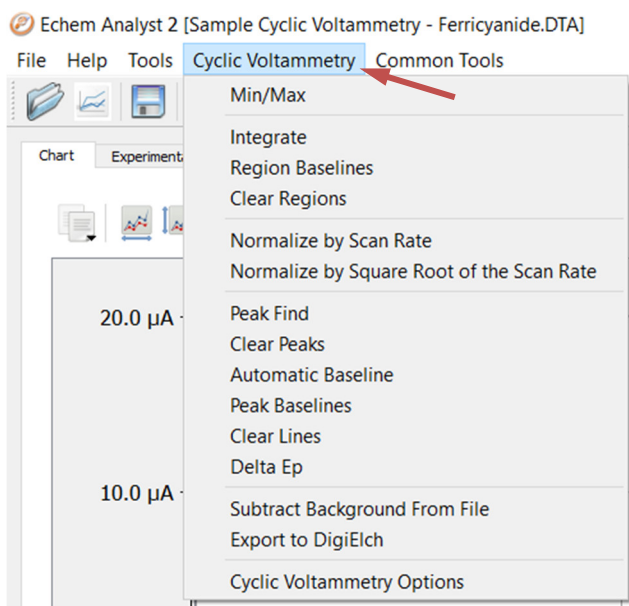 Echem Analyst 2 [Sample Cyclic Voltammetry - Ferricyanide.DTA]
File Help Tools Cyclic Voltammetry Common Tools
Min/Max
Integrate
Chart Experimenta
Region Baselines
Clear Regions
Normalize by Scan Rate
Normalize by Square Root of the Scan Rate
Peak Find
20.0 µA
Clear Peaks
Automatic Baseline
Peak Baselines
Clear Lines
Delta Ep
10.0 µA
Subtract Background From File
Export to DigiElch
Cyclic Voltammetry Options